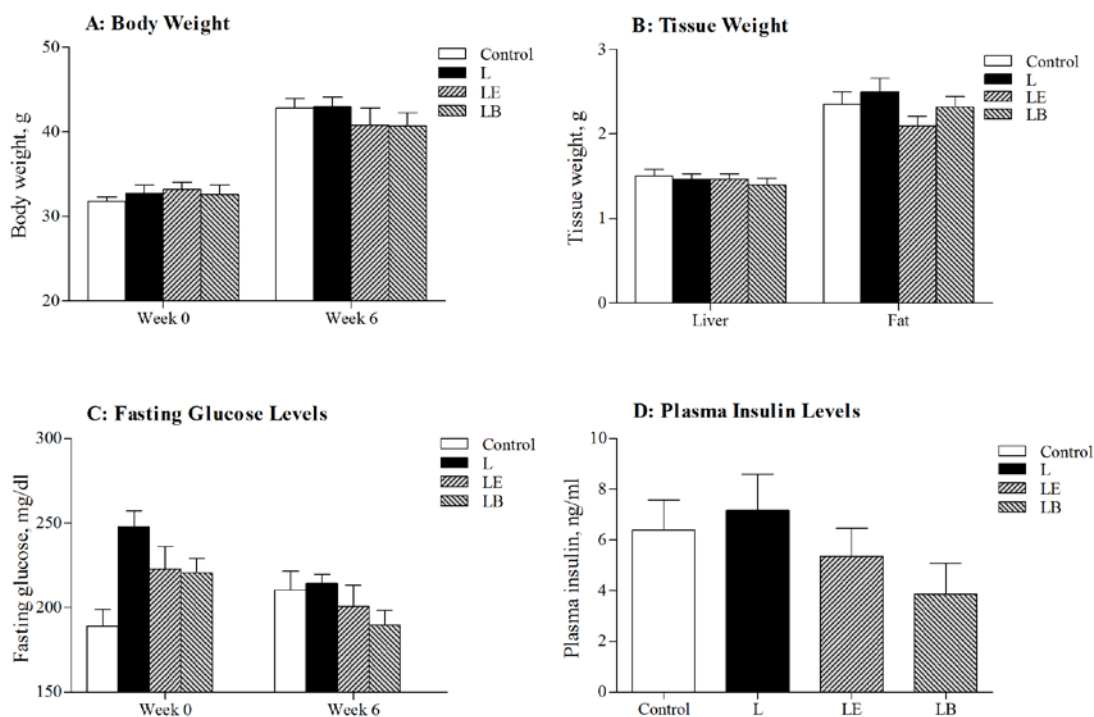 A: Body Weight
Body weight, g
50
40
30
20
Week 0
Week 6
Control
L
LE
LB
B: Tissue Weight
Tissue weight, g
3
2
1
0
Liver
Fat
Control
L
LE
LB
C: Fasting Glucose Levels
Fasting glucose, mg/dl
300
250
200
150
Week 0
Week 6
Control
L
LE
LB
D: Plasma Insulin Levels
Plasma insulin, ng/ml
10
8
6
4
2
0
Control
L
LE
LB
Control
L
LE
LB